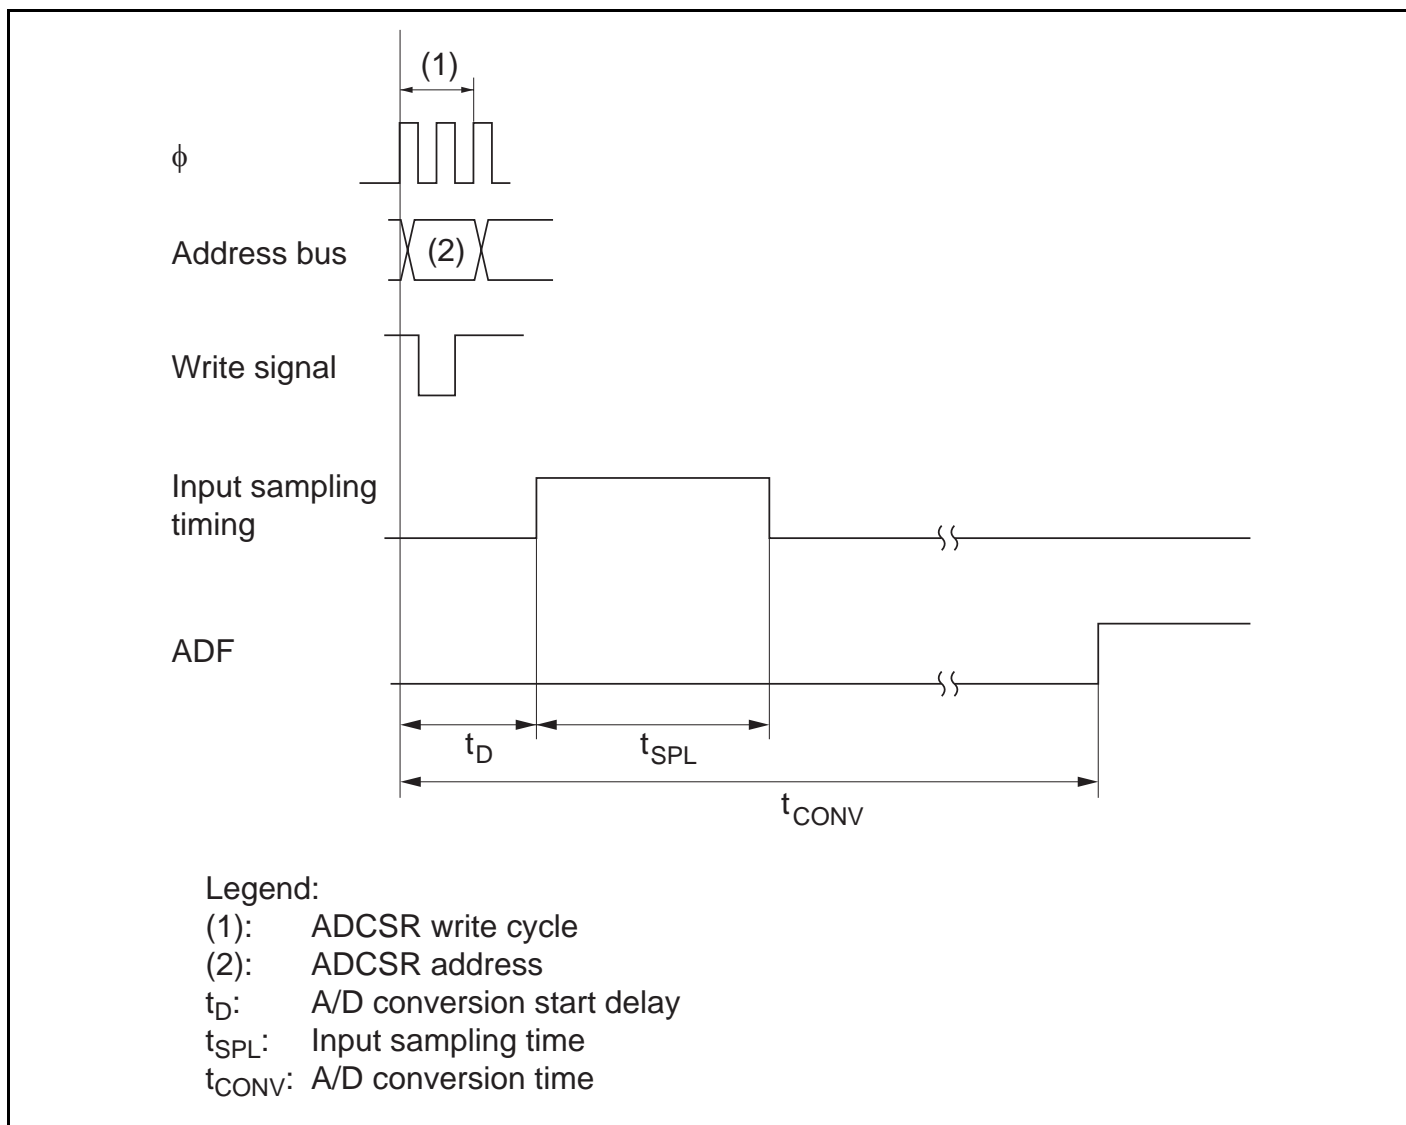 (1)
ϕ
Address bus
(2)
Write signal
Input sampling
timing
ADF
tD
tSPL
tCONV
Legend:
(1): ADCSR write cycle
(2): ADCSR address
tD: A/D conversion start delay
tSPL: Input sampling time
tCONV: A/D conversion time